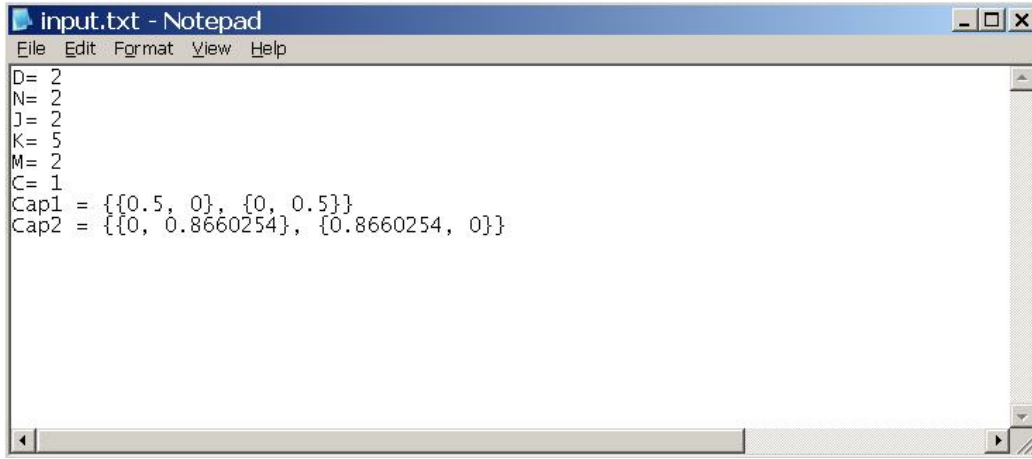 input.txt - Notepad
File Edit Format View Help
D= 2
N= 2
J= 2
K= 5
M= 2
C= 1
Cap1 = {{0.5, 0}, {0, 0.5}}
Cap2 = {{0, 0.8660254}, {0.8660254, 0}}